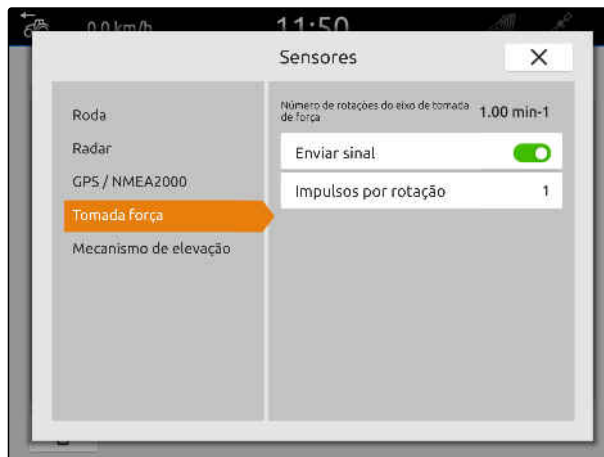 0.0 km/h
11:50
Sensores
Roda
Radar
GPS / NMEA2000
Tomada força
Mecanismo de elevação
Número de rotações do eixo de tomada
de força
1.00 min-1
Enviar sinal
Impulsos por rotação
1